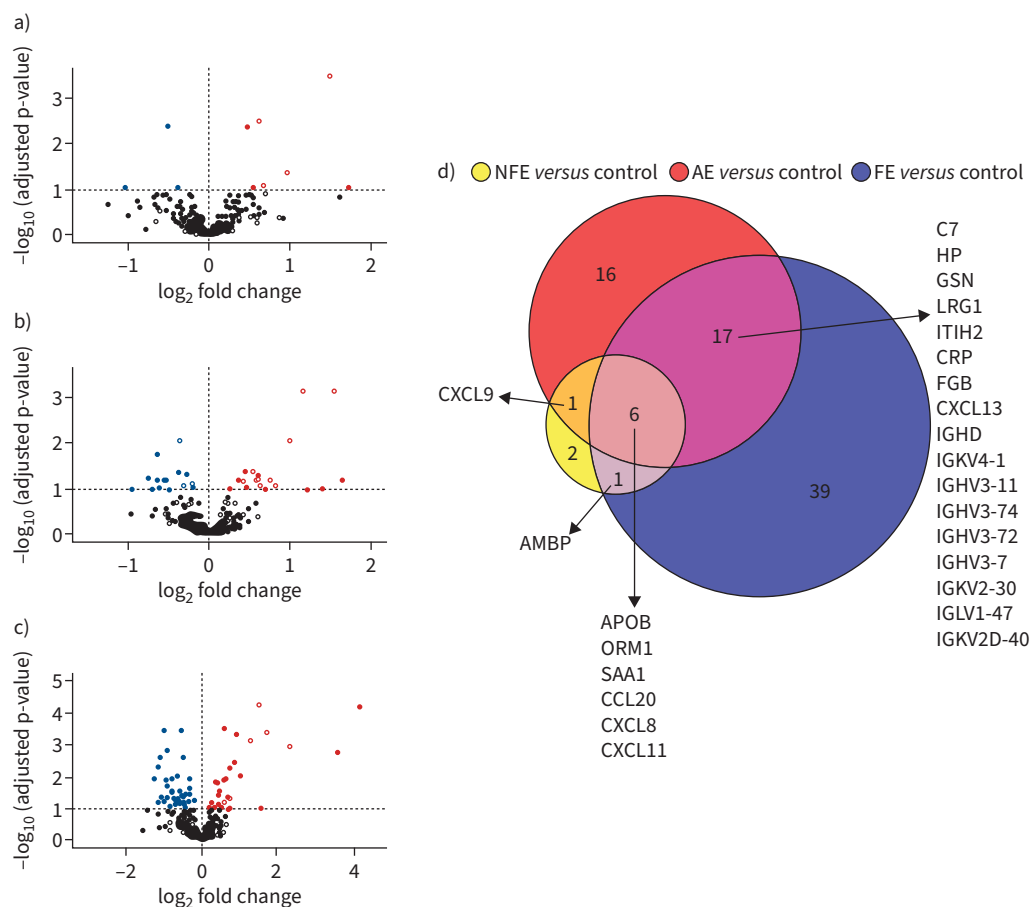 a)
−log10 (adjusted p-value)
3
2
1
0
−1 0 1 2
log2 fold change
b)
−log10 (adjusted p-value)
3
2
1
0
−1 0 1 2
log2 fold change
c)
−log10 (adjusted p-value)
5
4
3
2
1
0
−2 0 2 4
log2 fold change
d) NFE versus control AE versus control FE versus control
16
17
1
6
2
1
39
CXCL9
AMBP
APOB
ORM1
SAA1
CCL20
CXCL8
CXCL11
C7
HP
GSN
LRG1
ITIH2
CRP
FGB
CXCL13
IGHD
IGKV4-1
IGHV3-11
IGHV3-74
IGHV3-72
IGHV3-7
IGKV2-30
IGLV1-47
IGKV2D-40